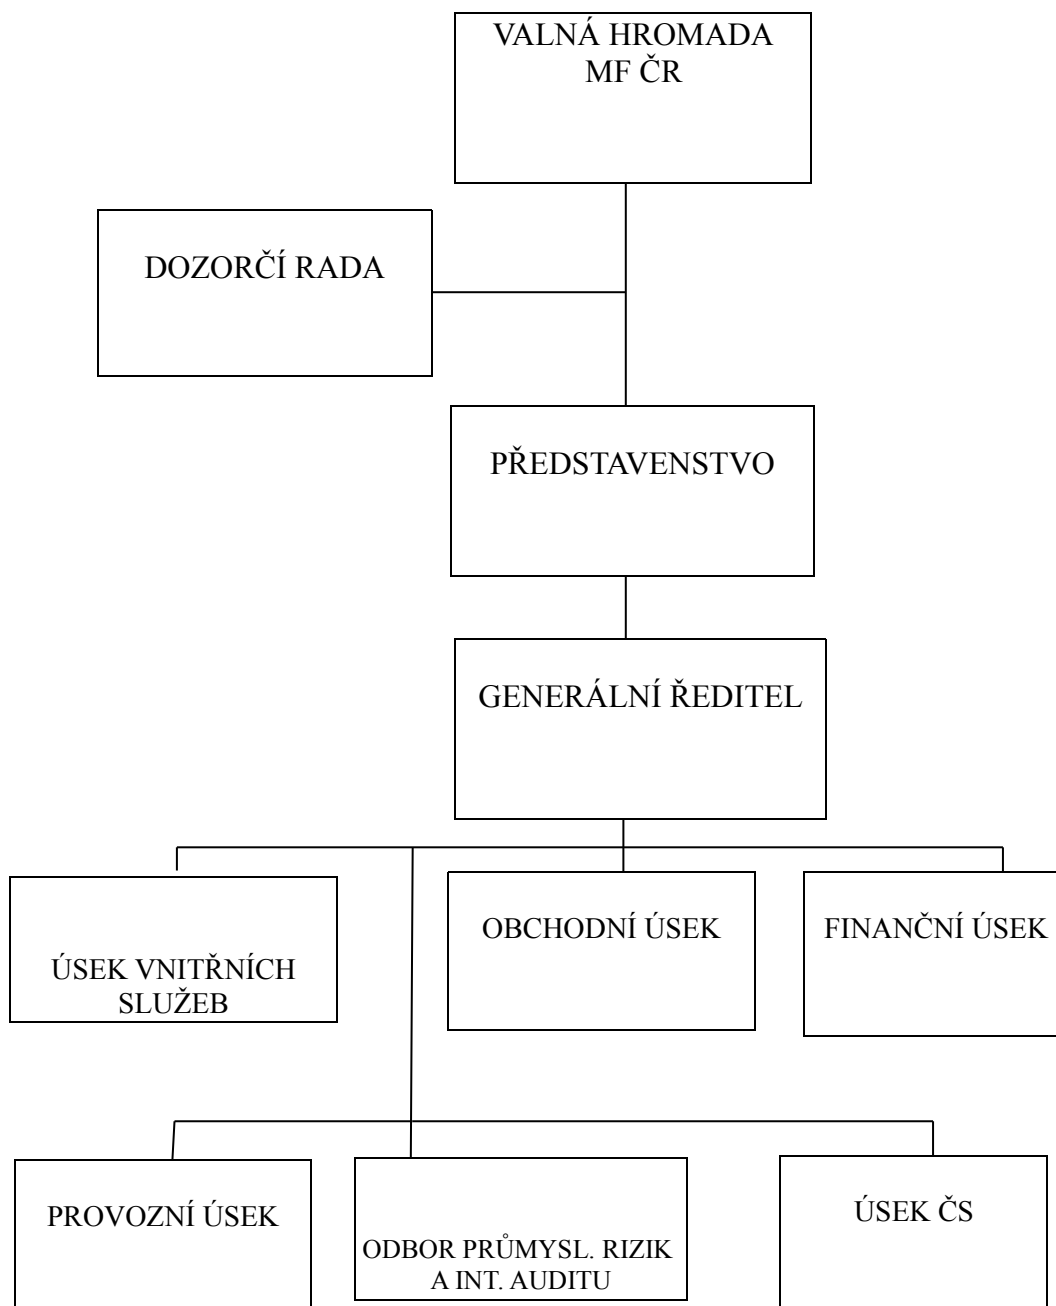 VALNÁ HROMADA
MF ČR
DOZORČÍ RADA
PŘEDSTAVENSTVO
GENERÁLNÍ ŘEDITEL
ÚSEK VNITŘNÍCH
SLUŽEB
OBCHODNÍ ÚSEK
FINANČNÍ ÚSEK
PROVOZNÍ ÚSEK
ODBOR PRŮMYSL. RIZIK
A INT. AUDITU
ÚSEK ČS